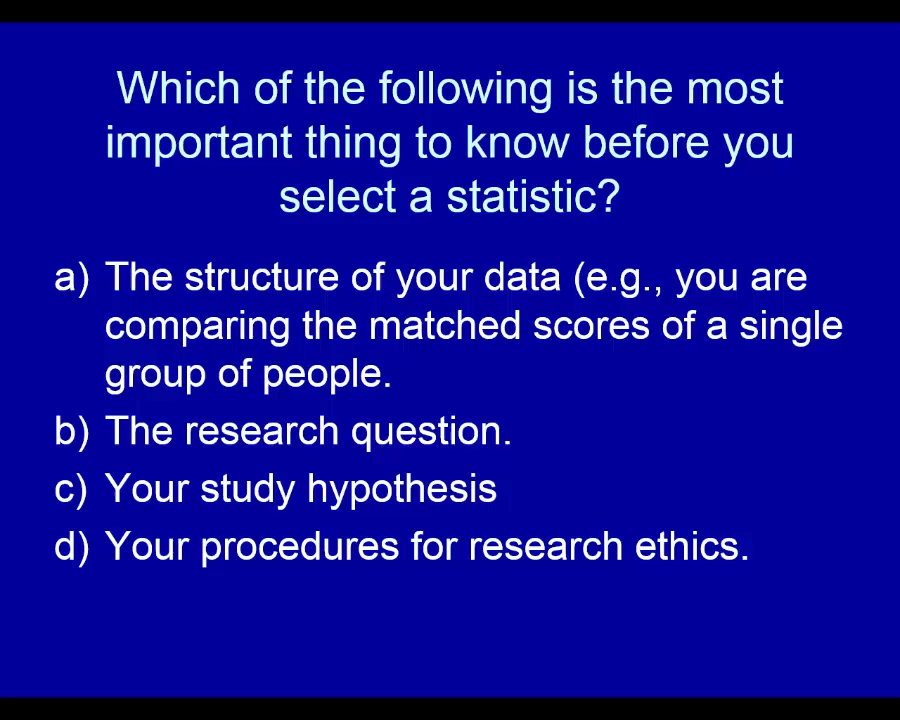 Which of the following is the most
important thing to know before you
select a statistic?
a) The structure of your data (e.g., you are
comparing the matched scores of a single
group of people.
b) The research question.
c) Your study hypothesis
d) Your procedures for research ethics.